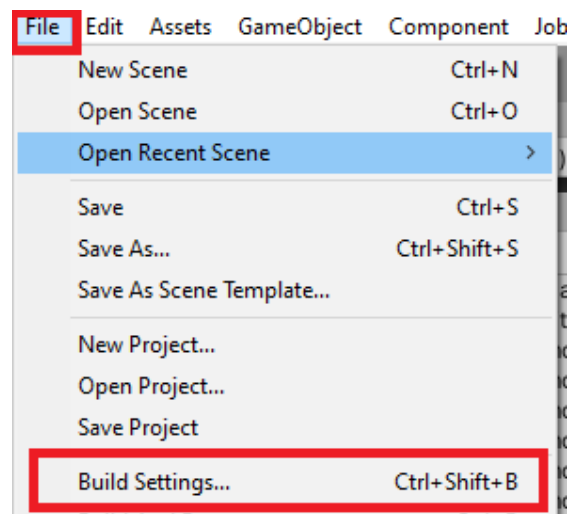 File Edit Assets GameObject Component Job
New Scene Ctrl+N
Open Scene Ctrl+O
Open Recent Scene >
Save Ctrl+S
Save As... Ctrl+Shift+S
Save As Scene Template...
New Project...
Open Project...
Save Project
Build Settings... Ctrl+Shift+B